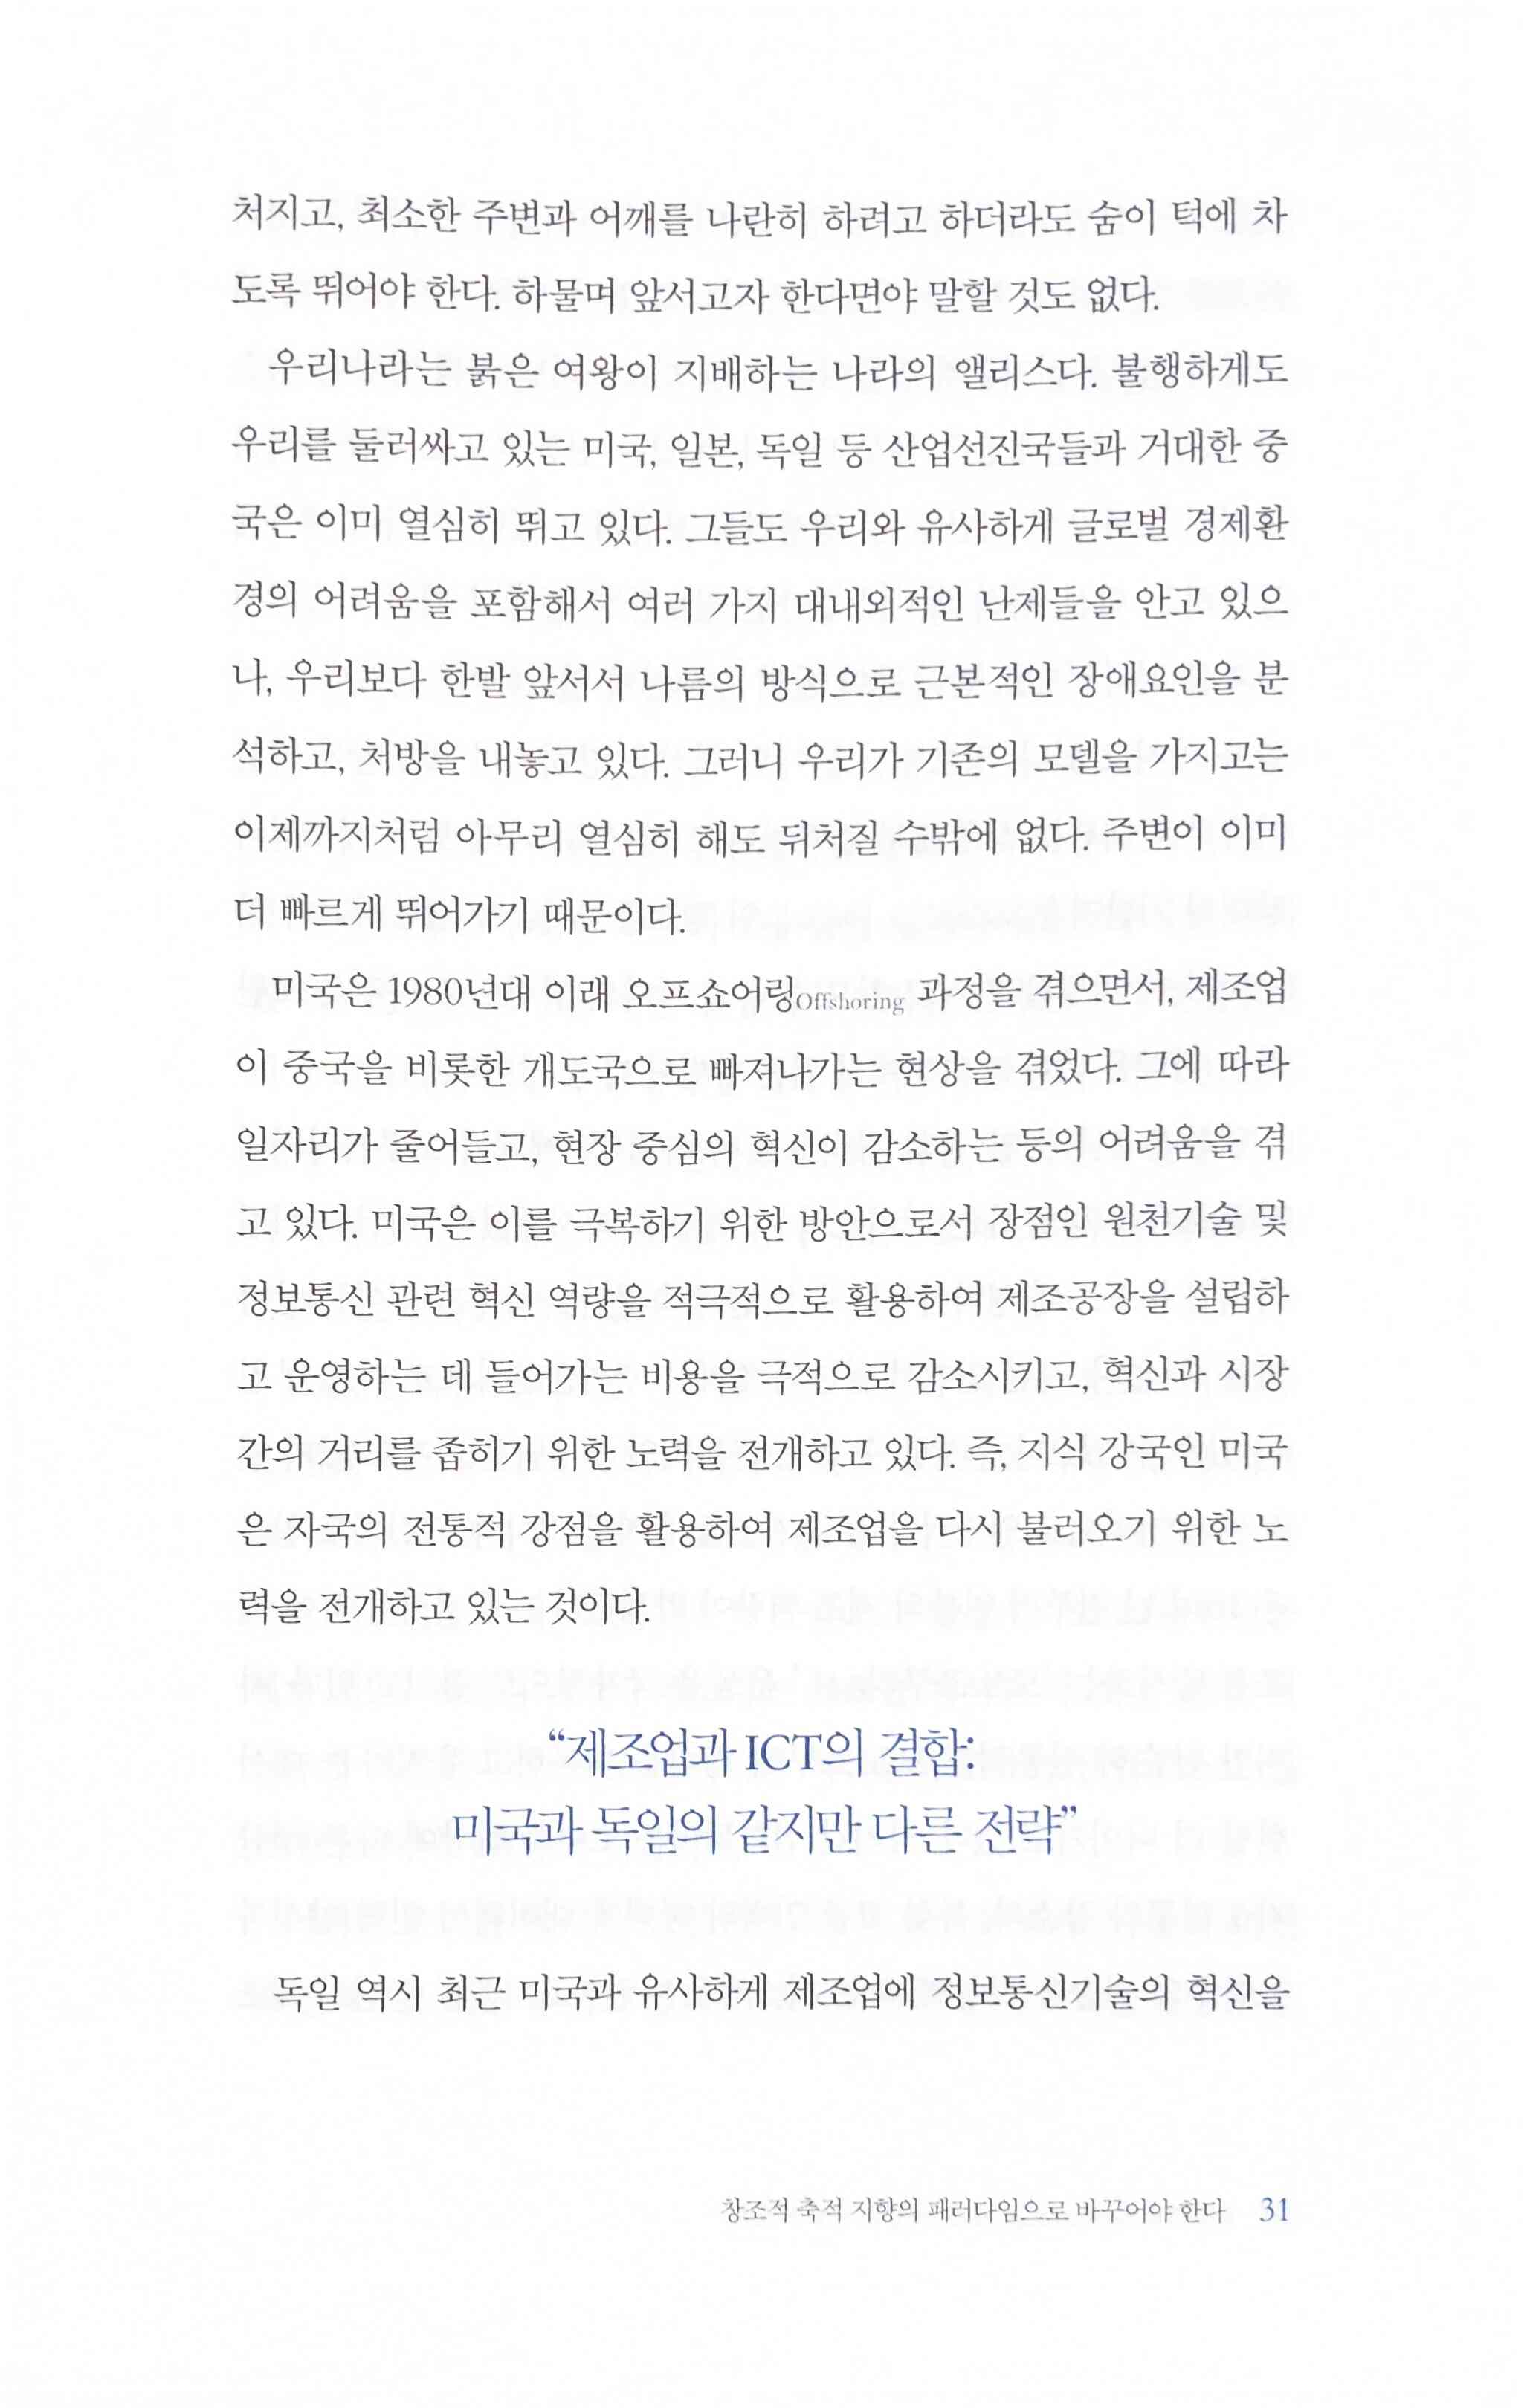 처지고, 최소한 주변과 어깨를 나란히 하려고 하더라도 숨이 턱에 차
도록 뛰어야 한다. 하물며 앞서고자 한다면야 말할 것도 없다.
우리나라는 붉은 여왕이 지배하는 나라의 앨리스다. 불행하게도
우리를 둘러싸고 있는 미국, 일본, 독일 등 산업선진국들과 거대한 중
국은 이미 열심히 뛰고 있다. 그들도 우리와 유사하게 글로벌 경제환
경의 어려움을 포함해서 여러 가지 대내외적인 난제들을 안고 있으
나, 우리보다 한발 앞서서 나름의 방식으로 근본적인 장애요인을 분
석하고, 처방을 내놓고 있다. 그러니 우리가 기존의 모델을 가지고는
이제까지처럼 아무리 열심히 해도 뒤처질 수밖에 없다. 주변이 이미
더 빠르게 뛰어가기 때문이다.
미국은 1980년대 이래 오프쇼어링Offshoring 과정을 겪으면서, 제조업
이 중국을 비롯한 개도국으로 빠져나가는 현상을 겪었다. 그에 따라
일자리가 줄어들고, 현장 중심의 혁신이 감소하는 등의 어려움을 겪
고 있다. 미국은 이를 극복하기 위한 방안으로서 장점인 원천기술 및
정보통신 관련 혁신 역량을 적극적으로 활용하여 제조공장을 설립하
고 운영하는 데 들어가는 비용을 극적으로 감소시키고, 혁신과 시장
간의 거리를 좁히기 위한 노력을 전개하고 있다. 즉, 지식 강국인 미국
은 자국의 전통적 강점을 활용하여 제조업을 다시 불러오기 위한 노
력을 전개하고 있는 것이다.
“제조업과 ICT의 결합:
미국과 독일의 같지만 다른 전략”
독일 역시 최근 미국과 유사하게 제조업에 정보통신기술의 혁신을
창조적 축적 지향의 패러다임으로 바꾸어야 한다 31